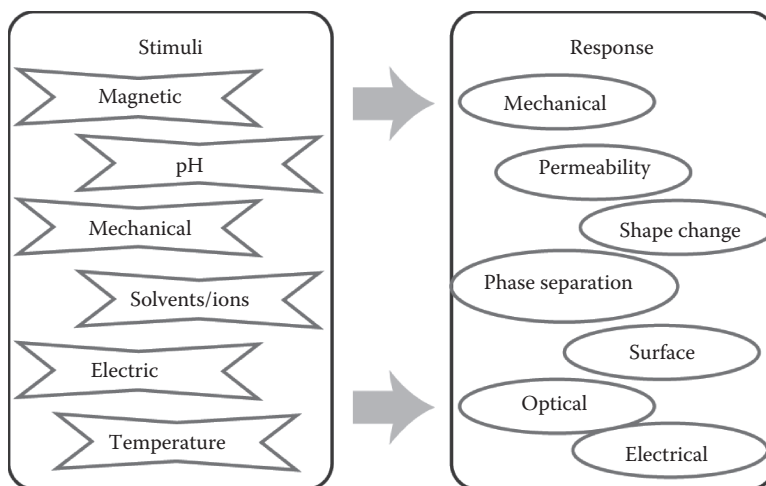 Stimuli
Magnetic
pH
Mechanical
Solvents/ions
Electric
Temperature
Response
Mechanical
Permeability
Shape change
Phase separation
Surface
Optical
Electrical